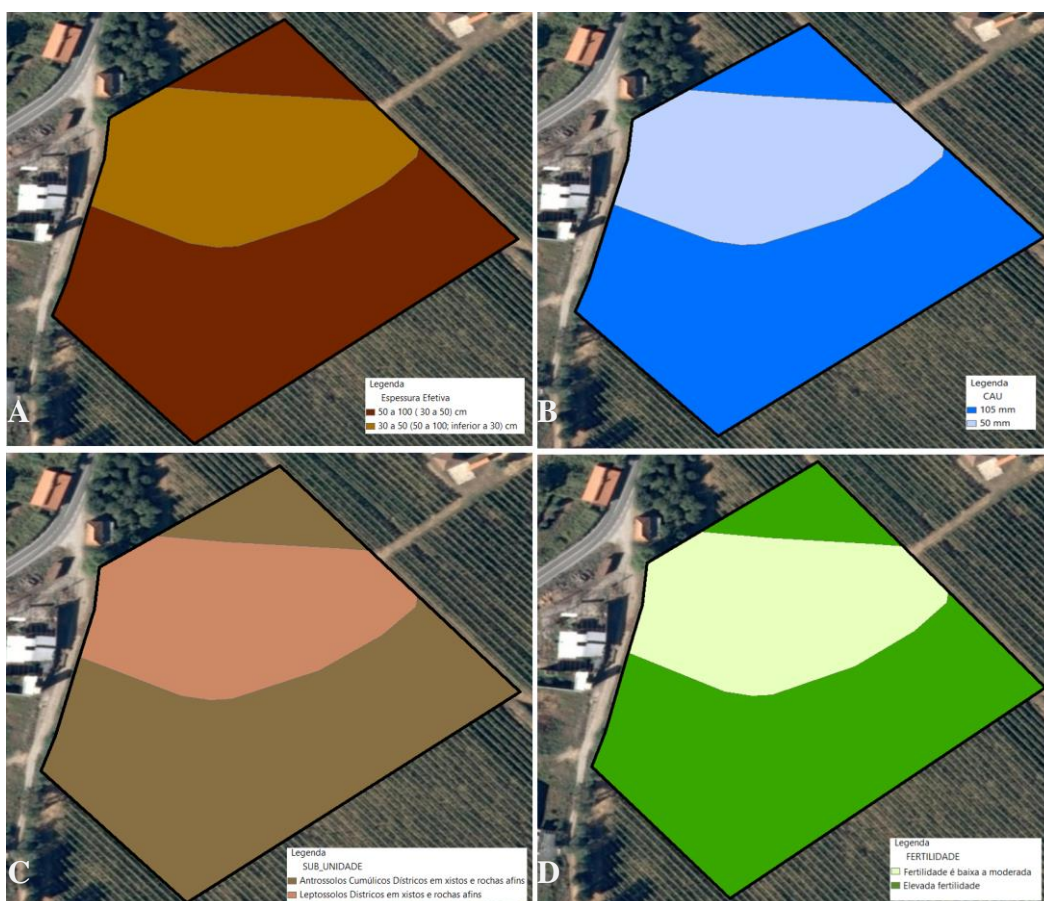 A
Legenda
Espessura Efetiva
50 a 100 ( 30 a 50) cm
30 a 50 (50 a 100; inferior a 30) cm
B
Legenda
CAU
105 mm
50 mm
C
Legenda
SUB_UNIDADE
Antrossolos Cumúlicos Dístricos em xistos e rochas afins
Leptossolos Districos em xistos e rochas afins
D
Legenda
FERTILIDADE
Fertilidade é baixa a moderada
Elevada fertilidade